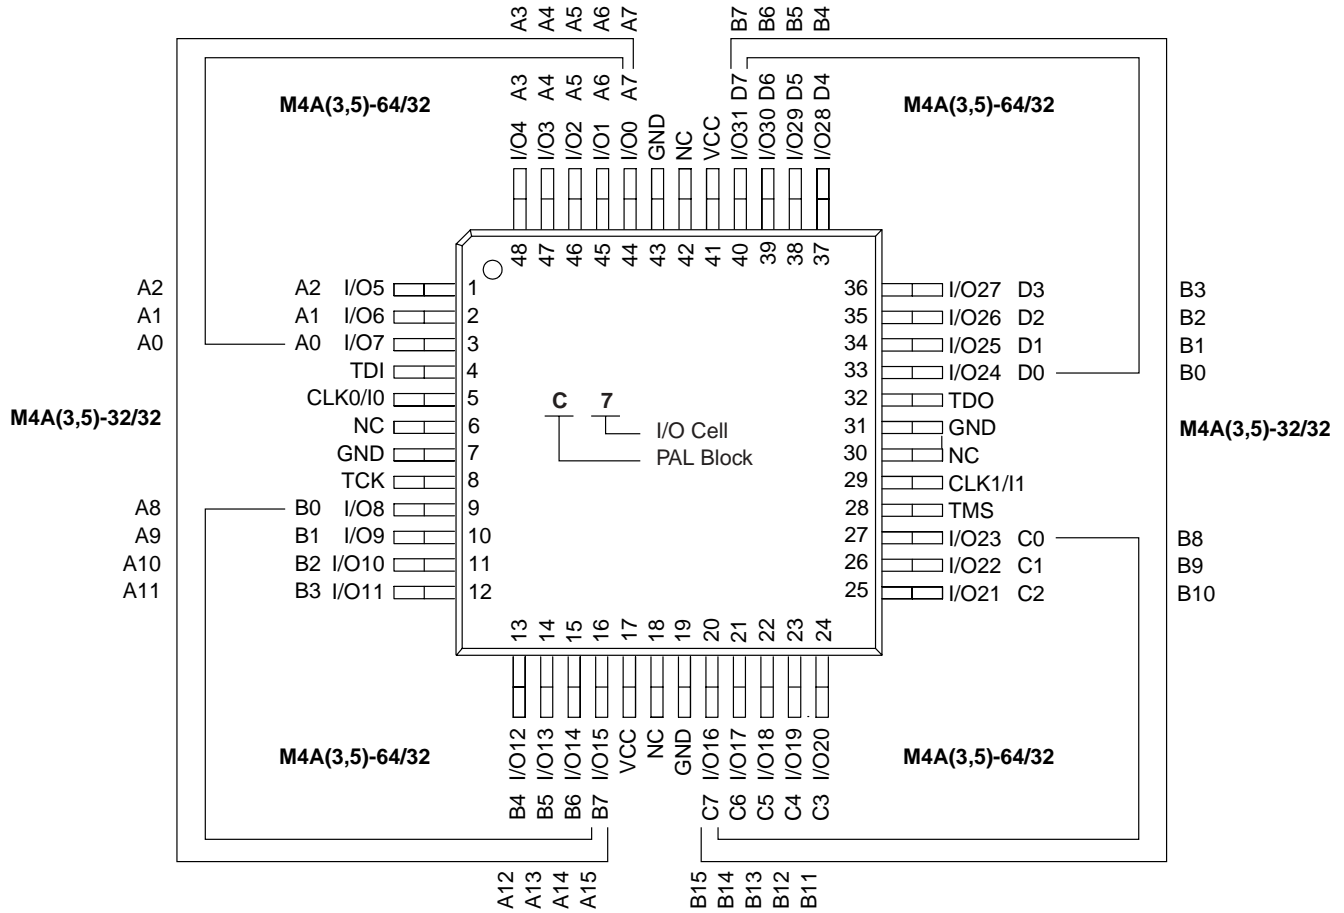 A3 A4 A5 A6 A7 B7 B6 B5 B4
M4A(3,5)-64/32 A3 A4 A5 A6 A7 D7 D6 D5 D4 M4A(3,5)-64/32
I/O4 I/O3 I/O2 I/O1 I/O0 GND NC VCC I/O31 I/O30 I/O29 I/O28
48 47 46 45 44 43 42 41 40 39 38 37
A2 A2 I/O5 1 36 I/O27 D3 B3
A1 A1 I/O6 2 35 I/O26 D2 B2
A0 A0 I/O7 3 34 I/O25 D1 B1
TDI 4 33 I/O24 D0 B0
CLK0/I0 5 C 7 32 TDO
M4A(3,5)-32/32 NC 6 I/O Cell 31 GND M4A(3,5)-32/32
GND 7 PAL Block 30 NC
TCK 8 29 CLK1/I1
A8 B0 I/O8 9 28 TMS
A9 B1 I/O9 10 27 I/O23 C0 B8
A10 B2 I/O10 11 26 I/O22 C1 B9
A11 B3 I/O11 12 25 I/O21 C2 B10
13 14 15 16 17 18 19 20 21 22 23 24
M4A(3,5)-64/32 I/O12 I/O13 I/O14 I/O15 VCC NC GND I/O16 I/O17 I/O18 I/O19 I/O20 M4A(3,5)-64/32
B4 B5 B6 B7 C7 C6 C5 C4 C3
A12 A13 A14 A15 B15 B14 B13 B12 B11